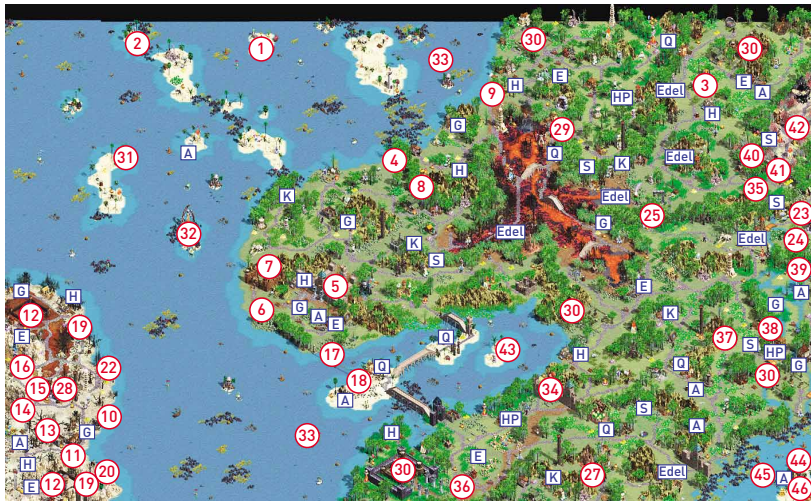 30
Q
30
2
1
33
E
E
3
A
H
9
HP
Edel
H
G
29
42
S
31
A
4
Q
Edel
40
41
H
S
K
8
35
K
Edel
S
23
G
25
G
32
Edel
24
K
Edel
S
7
39
H
5
E
A
G
H
6
G
A
E
30
K
G
12
19
38
E
Q
37
S
17
43
H
HP
16
22
Q
Q
G
18
30
15
28
34
A
A
14
10
HP
S
13
G
H
Q
A
A
33
11
E
44
H
30
20
27
Edel
45
A
E
12
19
36
K
46